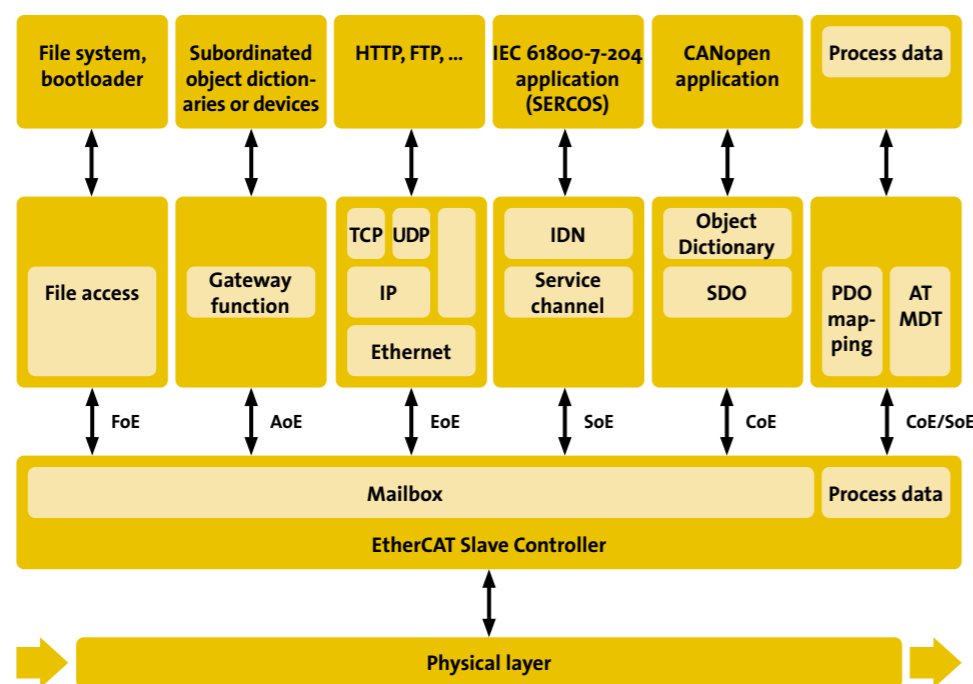 File system,
bootloader
Subordinated
object diction-
aries or devices
HTTP, FTP, ...
IEC 61800-7-204
application
(SERCOS)
CANopen
application
Process data
File access
Gateway
function
TCP
UDP
IP
Ethernet
IDN
Service
channel
Object
Dictionary
SDO
PDO
map-
ping
AT
MDT
FoE
AoE
EoE
SoE
CoE
CoE/SoE
Mailbox
Process data
EtherCAT Slave Controller
Physical layer